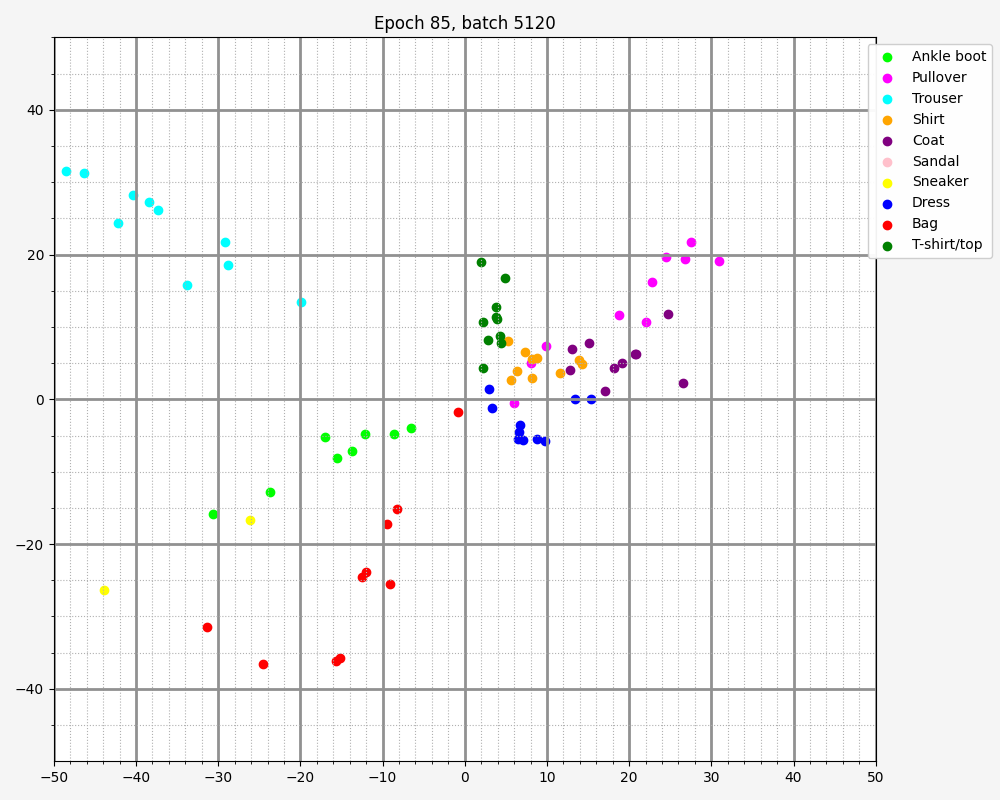 Epoch 85, batch 5120
Ankle boot
Pullover
Trouser
Shirt
Coat
Sandal
Sneaker
Dress
Bag
T-shirt/top
40
20
0
−20
−40
−50 −40 −30 −20 −10 0 10 20 30 40 50